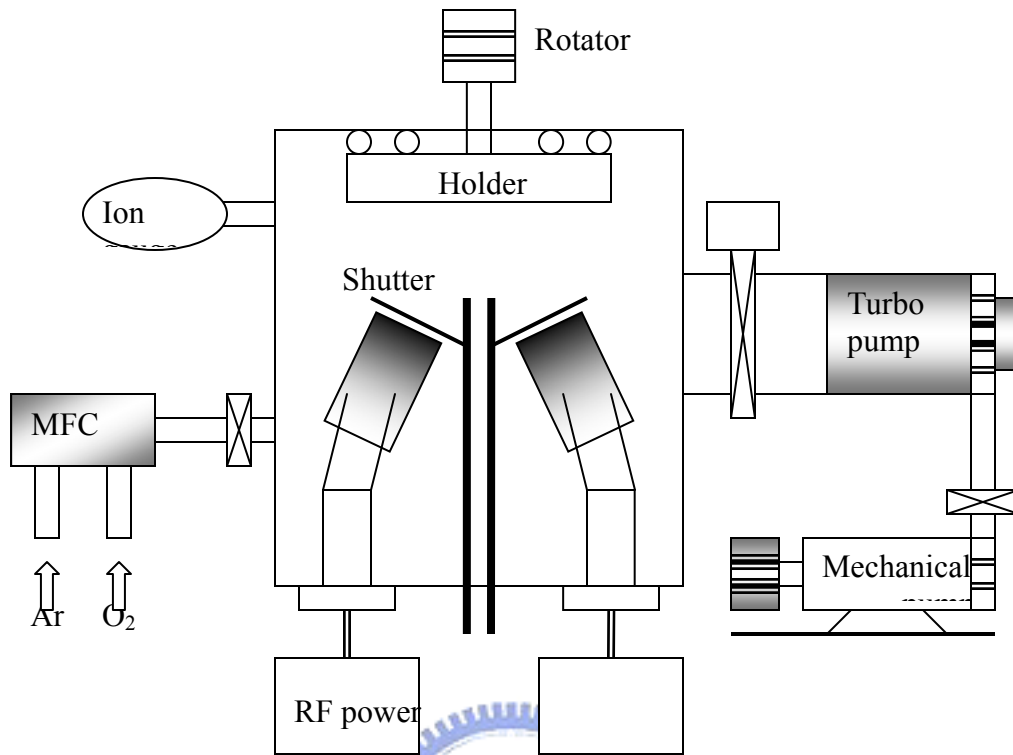 Rotator
Holder
Ion
Shutter
Turbo
pump
MFC
Mechanical
Ar
O₂
RF power